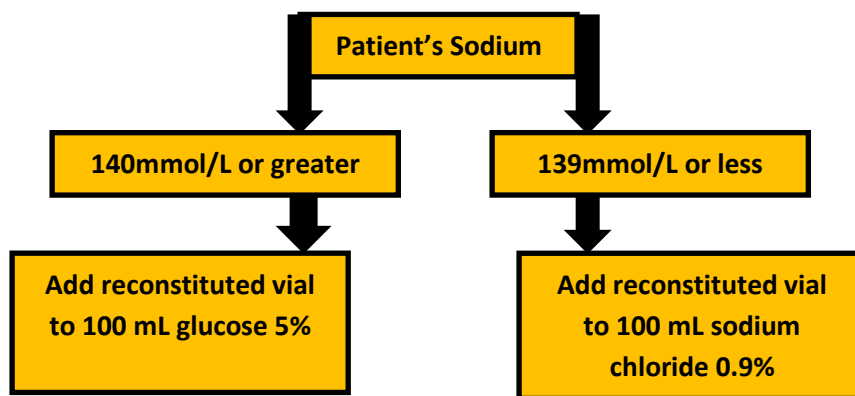 Patient’s Sodium
140mmol/L or greater
139mmol/L or less
Add reconstituted vial
to 100 mL glucose 5%
Add reconstituted vial
to 100 mL sodium
chloride 0.9%